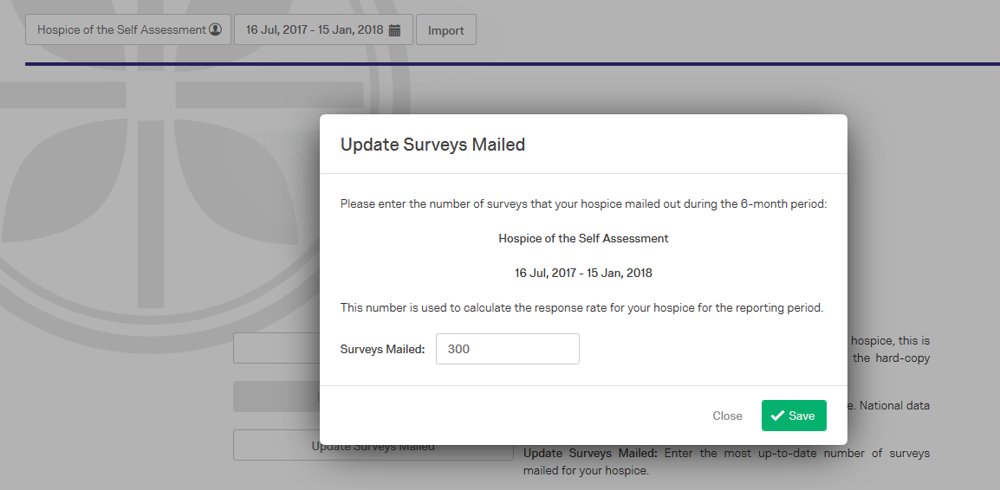 Hospice of the Self Assessment
16 Jul, 2017 - 15 Jan, 2018
Import
Update Surveys Mailed
Please enter the number of surveys that your hospice mailed out during the 6-month period:
Hospice of the Self Assessment
16 Jul, 2017 - 15 Jan, 2018
This number is used to calculate the response rate for your hospice for the reporting period.
Surveys Mailed: 300
Close Save
hospice, this is
the hard-copy
National data
Update Surveys Mailed
Update Surveys Mailed: Enter the most up-to-date number of surveys
mailed for your hospice.